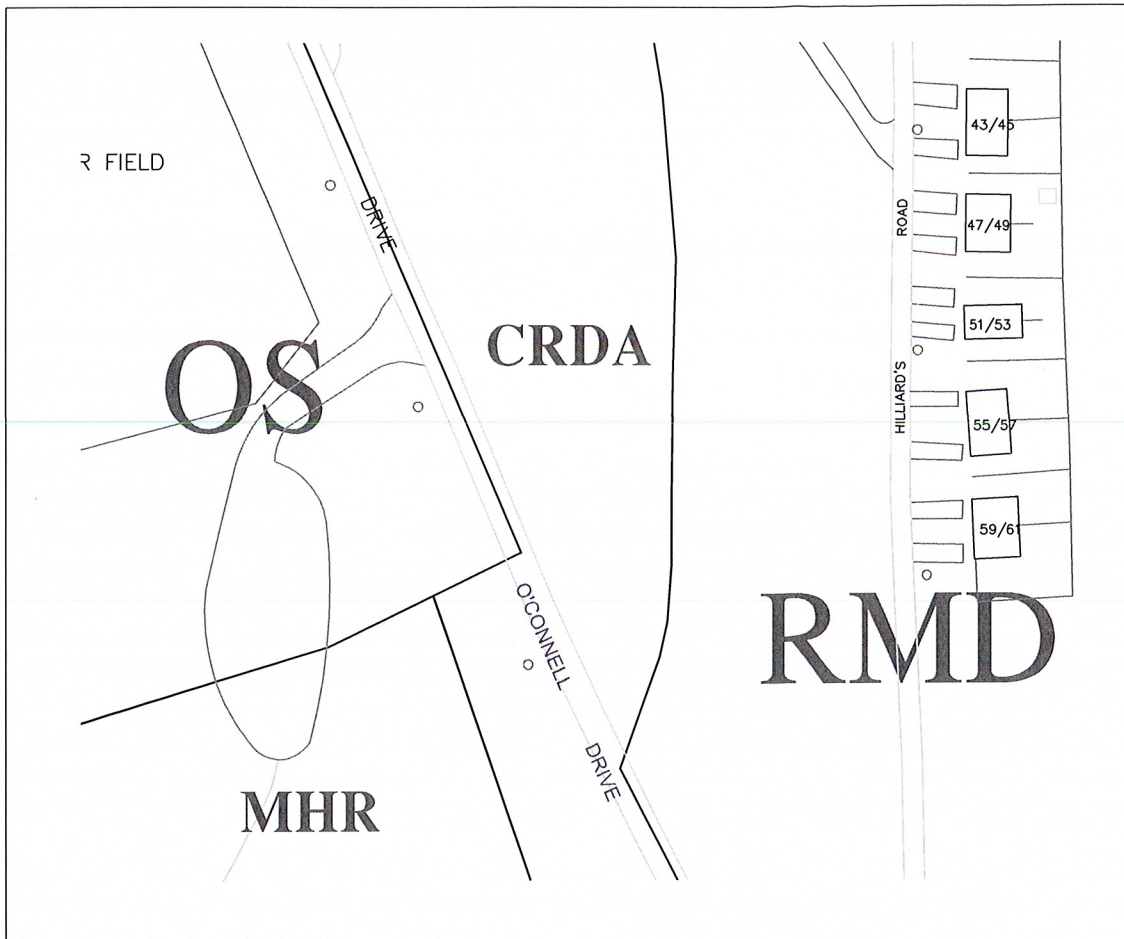 R FIELD
DRIVE
OS
CRDA
43/45
47/49
51/53
55/57
59/61
HILLIARD'S ROAD
O'CONNELL DRIVE
RMD
MHR